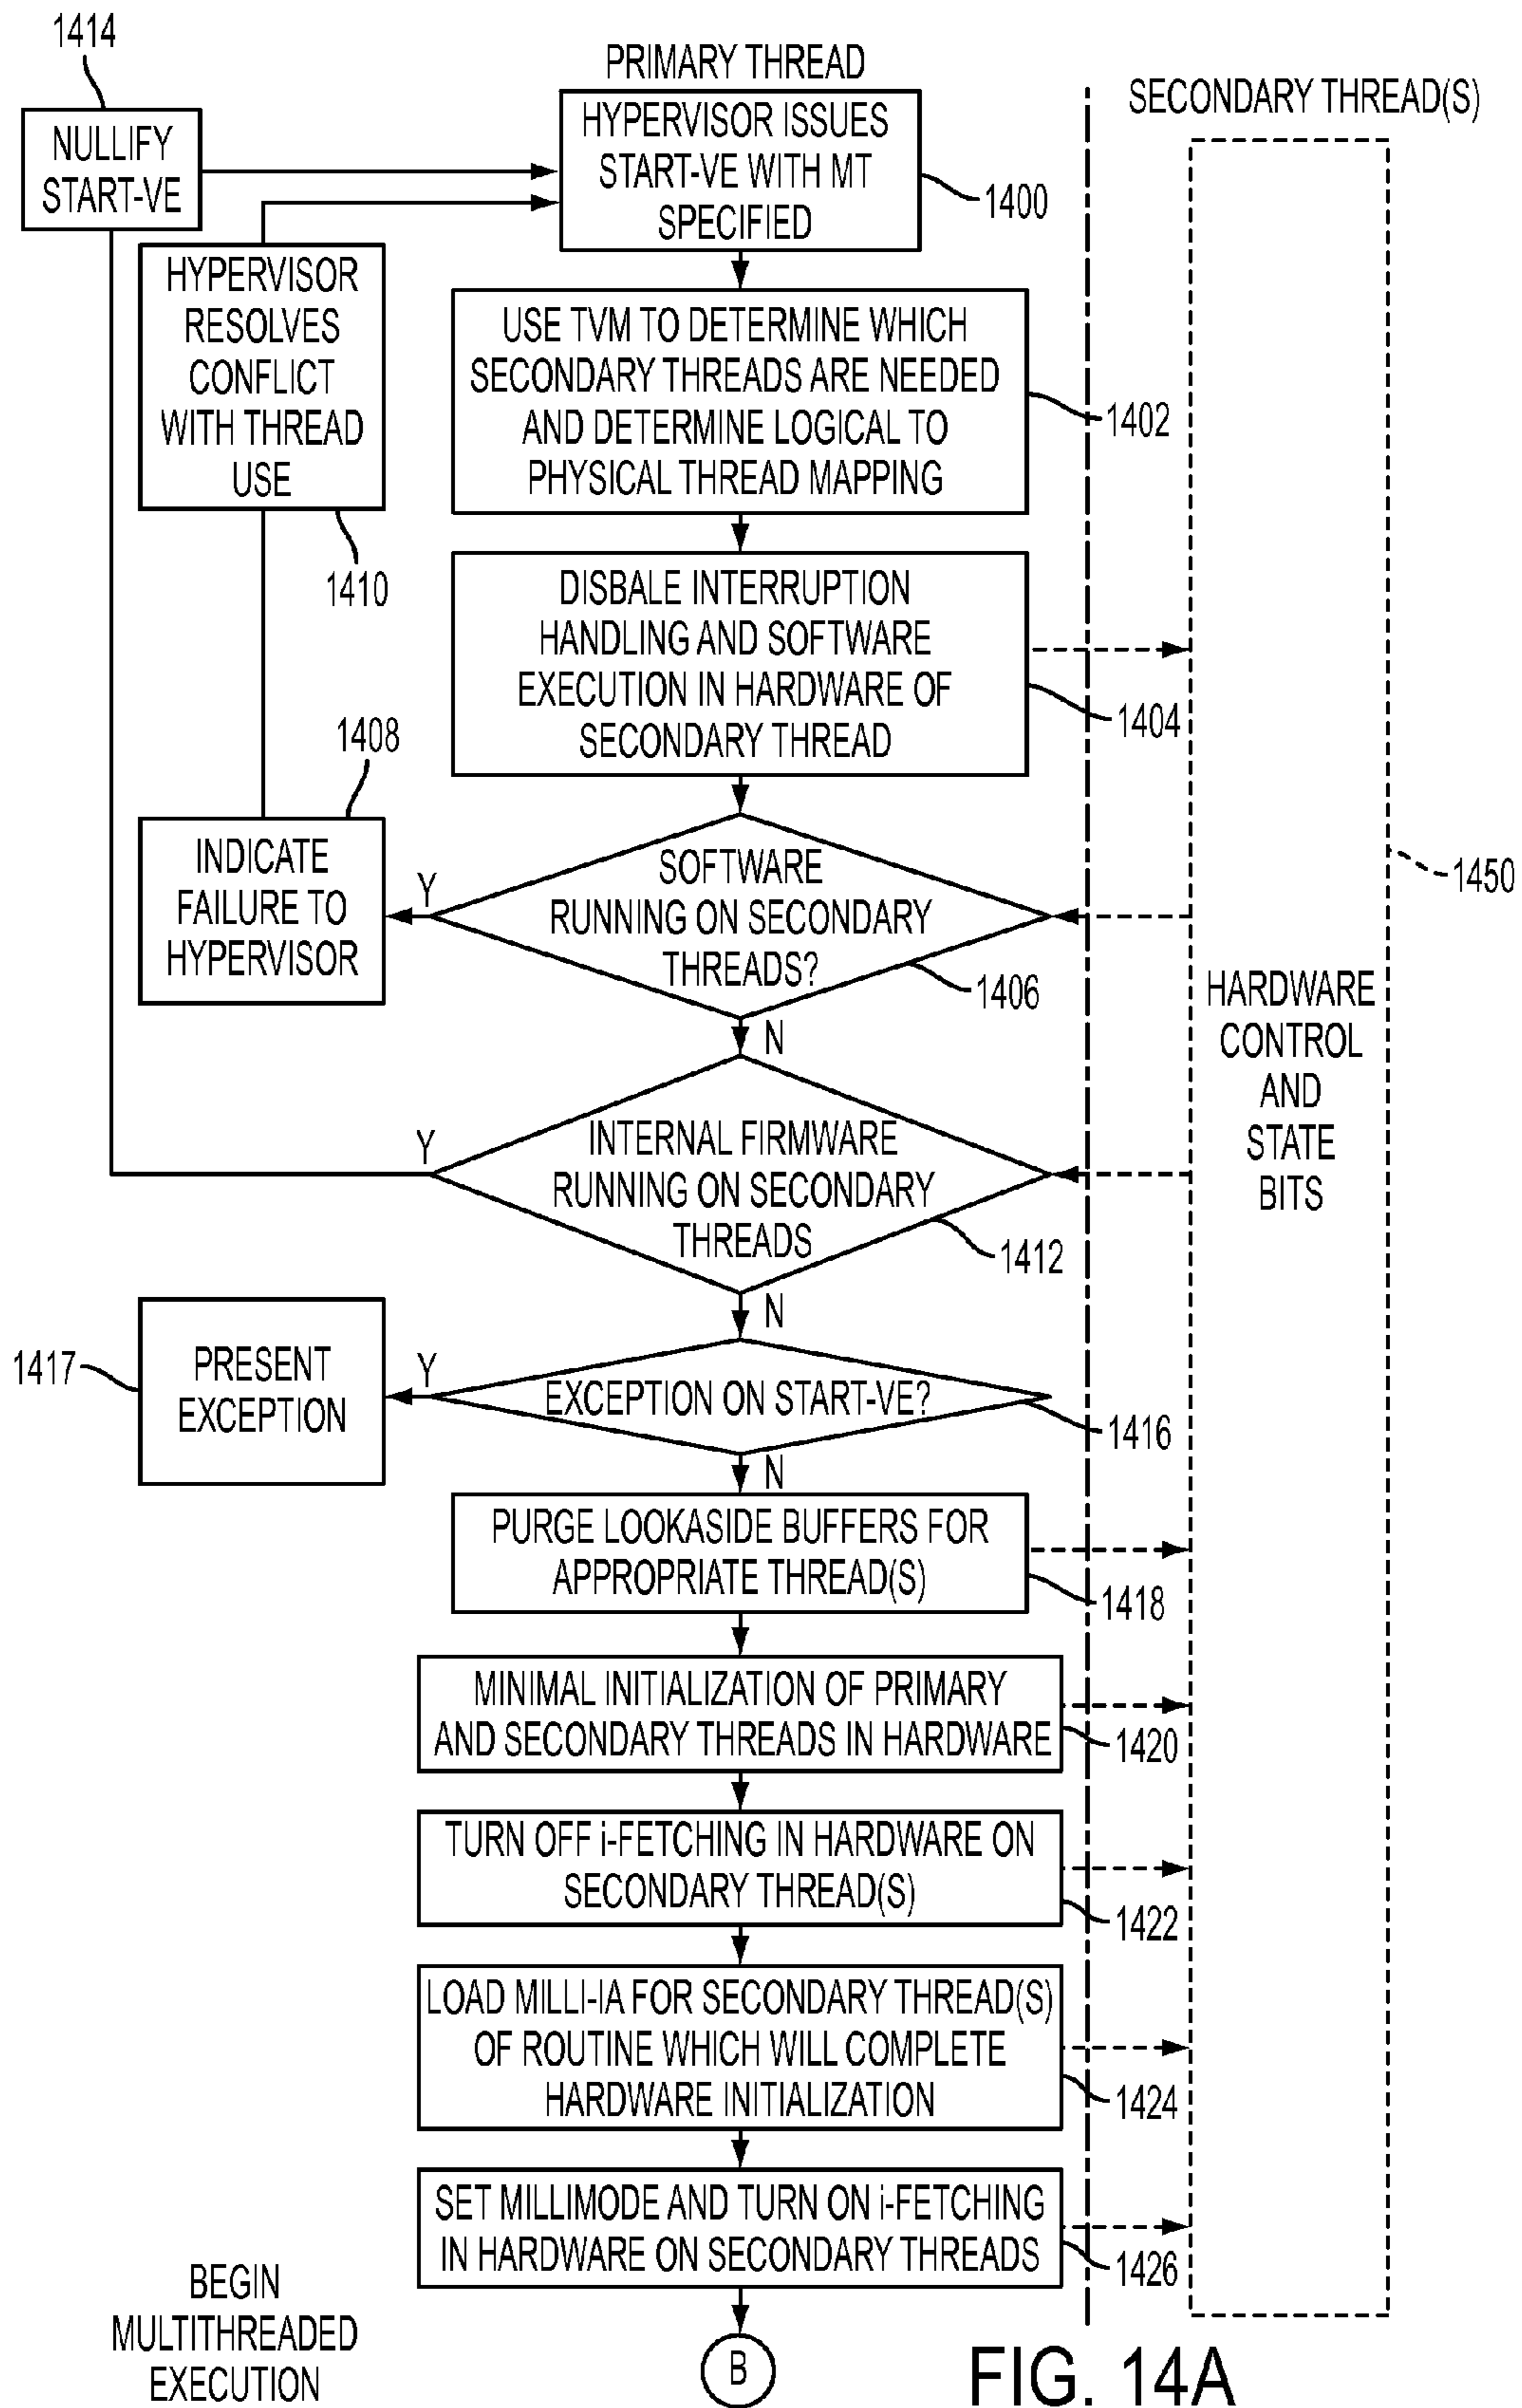 1414
PRIMARY THREAD
SECONDARY THREAD(S)
NULLIFY
START-VE
HYPERVISOR ISSUES
START-VE WITH MT
SPECIFIED
1400
HYPERVISOR
RESOLVES
CONFLICT
WITH THREAD
USE
1410
USE TVM TO DETERMINE WHICH
SECONDARY THREADS ARE NEEDED
AND DETERMINE LOGICAL TO
PHYSICAL THREAD MAPPING
1402
DISBALE INTERRUPTION
HANDLING AND SOFTWARE
EXECUTION IN HARDWARE OF
SECONDARY THREAD
1404
1408
INDICATE
FAILURE TO
HYPERVISOR
Y
SOFTWARE
RUNNING ON SECONDARY
THREADS?
1406
1450
N
HARDWARE
CONTROL
AND
STATE
BITS
Y
INTERNAL FIRMWARE
RUNNING ON SECONDARY
THREADS
1412
N
1417
PRESENT
EXCEPTION
Y
EXCEPTION ON START-VE?
1416
N
PURGE LOOKASIDE BUFFERS FOR
APPROPRIATE THREAD(S)
1418
MINIMAL INITIALIZATION OF PRIMARY
AND SECONDARY THREADS IN HARDWARE
1420
TURN OFF i-FETCHING IN HARDWARE ON
SECONDARY THREAD(S)
1422
LOAD MILLI-IA FOR SECONDARY THREAD(S)
OF ROUTINE WHICH WILL COMPLETE
HARDWARE INITIALIZATION
1424
SET MILLIMODE AND TURN ON i-FETCHING
IN HARDWARE ON SECONDARY THREADS
1426
BEGIN
MULTITHREADED
EXECUTION
B
FIG. 14A